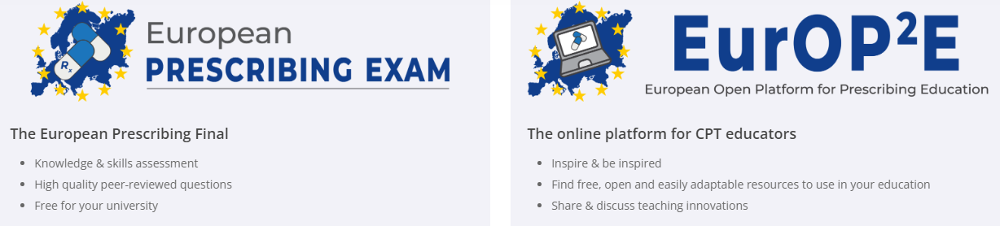 European
PRESCRIBING EXAM
Rx
The European Prescribing Final
Knowledge & skills assessment
High quality peer-reviewed questions
Free for your university
EurOP²E
European Open Platform for Prescribing Education
The online platform for CPT educators
Inspire & be inspired
Find free, open and easily adaptable resources to use in your education
Share & discuss teaching innovations